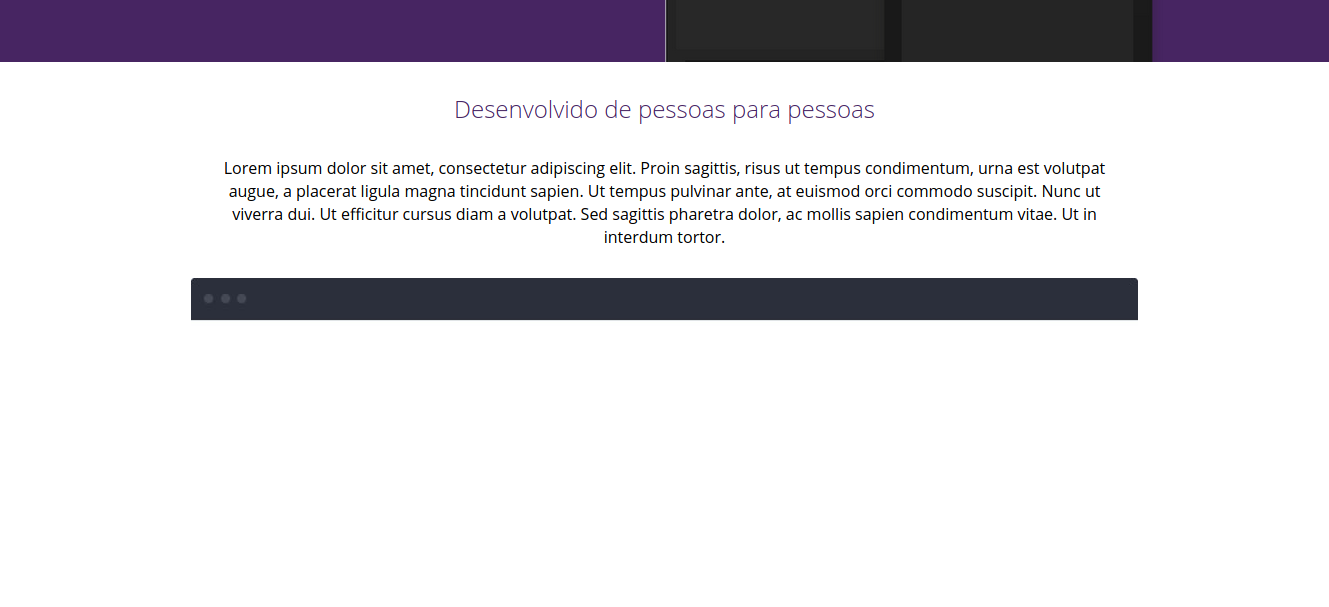 Desenvolvido de pessoas para pessoas
Lorem ipsum dolor sit amet, consectetur adipiscing elit. Proin sagittis, risus ut tempus condimentum, urna est volutpat
augue, a placerat ligula magna tincidunt sapien. Ut tempus pulvinar ante, at euismod orci commodo suscipit. Nunc ut
viverra dui. Ut efficitur cursus diam a volutpat. Sed sagittis pharetra dolor, ac mollis sapien condimentum vitae. Ut in
interdum tortor.